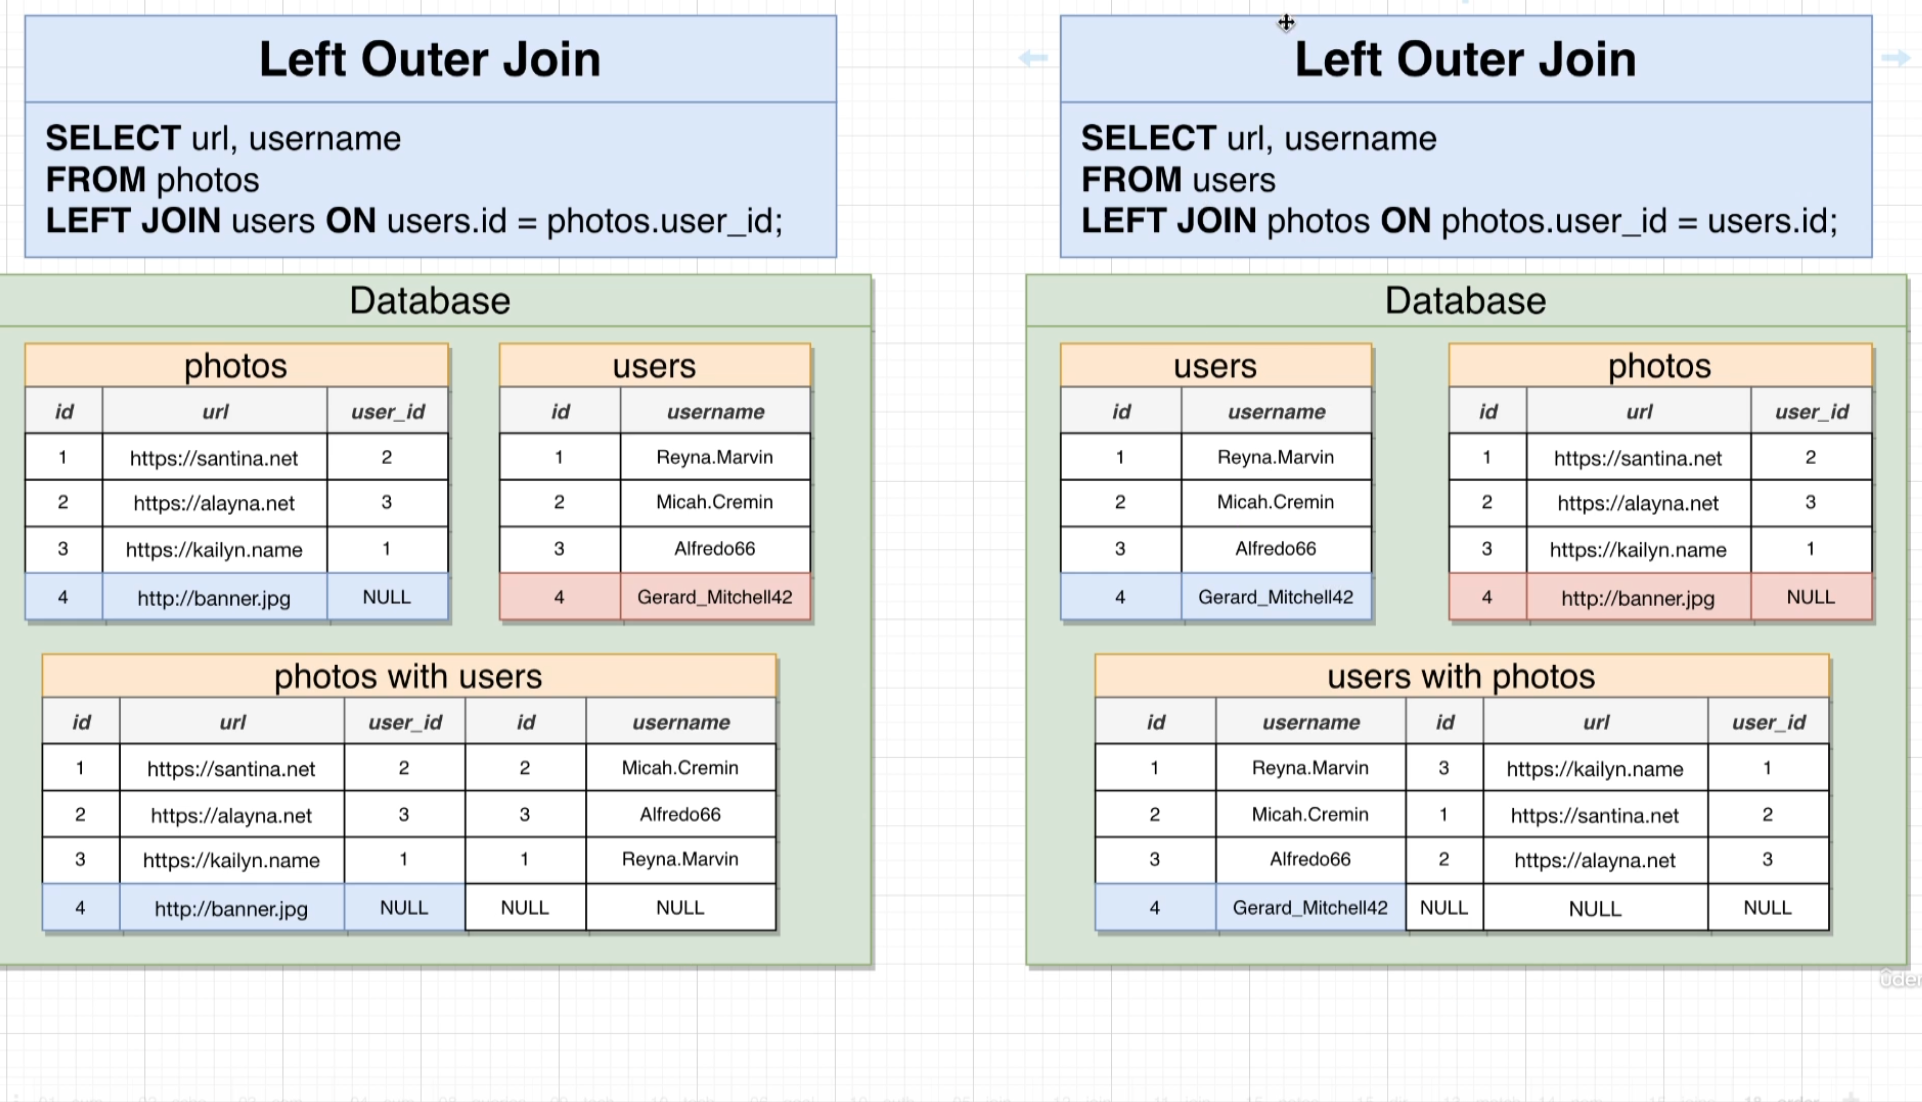 Left Outer Join
SELECT url, username
FROM photos
LEFT JOIN users ON users.id = photos.user_id;
Database
photos
id url user_id
1 https://santina.net 2
2 https://alayna.net 3
3 https://kailyn.name 1
4 http://banner.jpg NULL
users
id username
1 Reyna.Marvin
2 Micah.Cremin
3 Alfredo66
4 Gerard_Mitchell42
photos with users
id url user_id id username
1 https://santina.net 2 2 Micah.Cremin
2 https://alayna.net 3 3 Alfredo66
3 https://kailyn.name 1 1 Reyna.Marvin
4 http://banner.jpg NULL NULL NULL
Left Outer Join
SELECT url, username
FROM users
LEFT JOIN photos ON photos.user_id = users.id;
Database
users
id username
1 Reyna.Marvin
2 Micah.Cremin
3 Alfredo66
4 Gerard_Mitchell42
photos
id url user_id
1 https://santina.net 2
2 https://alayna.net 3
3 https://kailyn.name 1
4 http://banner.jpg NULL
users with photos
id username id url user_id
1 Reyna.Marvin 3 https://kailyn.name 1
2 Micah.Cremin 1 https://santina.net 2
3 Alfredo66 2 https://alayna.net 3
4 Gerard_Mitchell42 NULL NULL NULL